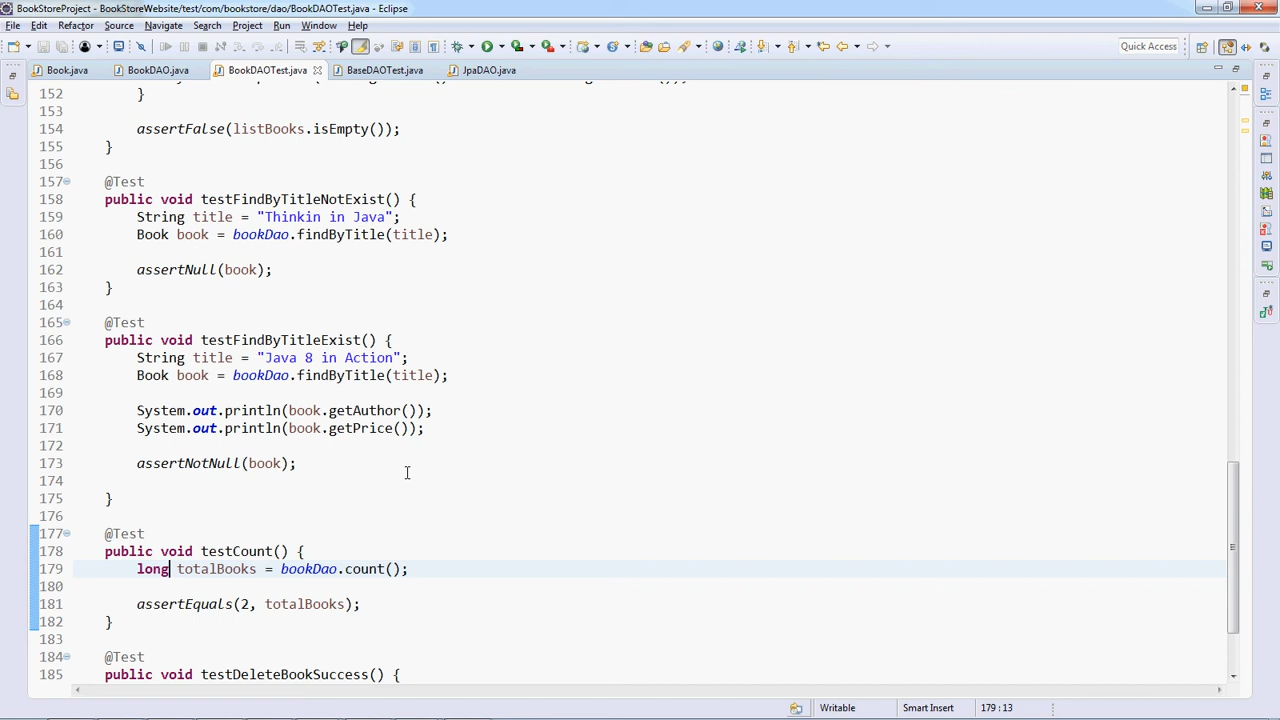 BookStoreProject - BookStoreWebsite/test/com/bookstore/dao/BookDAOTest.java - Eclipse
File Edit Refactor Source Navigate Search Project Run Window Help
Quick Access
Book.java BookDAO.java BookDAOTest.java BaseDAOTest.java JpaDAO.java
152 }
153
154 assertFalse(listBooks.isEmpty());
155 }
156
157 @Test
158 public void testFindByTitleNotExist() {
159 String title = "Thinkin in Java";
160 Book book = bookDao.findByTitle(title);
161
162 assertNull(book);
163 }
164
165 @Test
166 public void testFindByTitleExist() {
167 String title = "Java 8 in Action";
168 Book book = bookDao.findByTitle(title);
169
170 System.out.println(book.getAuthor());
171 System.out.println(book.getPrice());
172
173 assertNotNull(book);
174
175 }
176
177 @Test
178 public void testCount() {
179 long totalBooks = bookDao.count();
180
181 assertEquals(2, totalBooks);
182 }
183
184 @Test
185 public void testDeleteBookSuccess() {
Writable Smart Insert 179 : 13